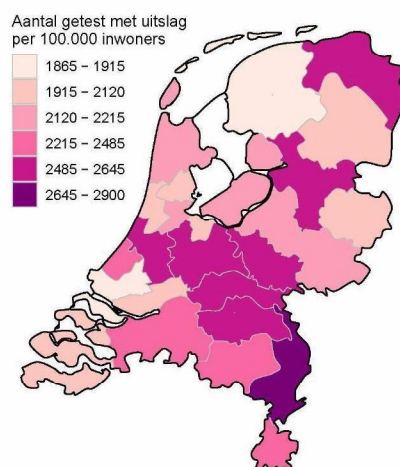 Aantal getest met uitslag
per 100.000 inwoners
1865 – 1915
1915 – 2120
2120 – 2215
2215 – 2485
2485 – 2645
2645 – 2900